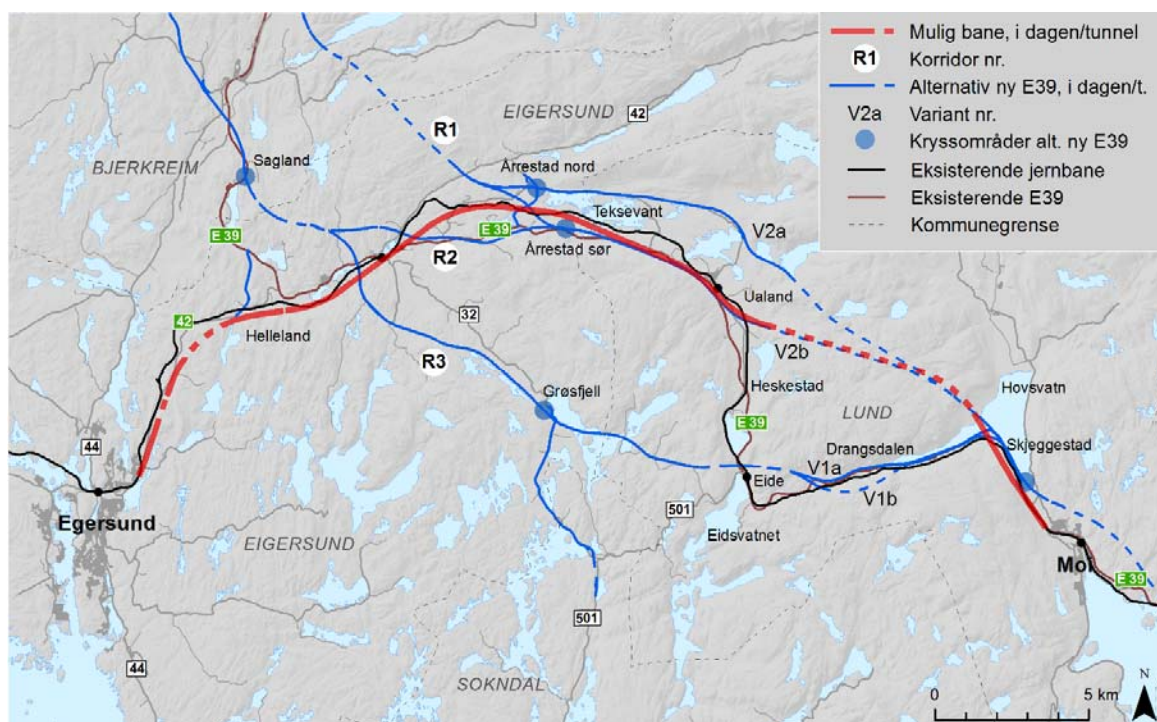 Mulig bane, i dagen/tunnel
R1 Korridor nr.
Alternativ ny E39, i dagen/t.
V2a Variant nr.
Kryssområder alt. ny E39
Eksisterende jernbane
Eksisterende E39
Kommunegrense
R1
EIGERSUND
42
BJERKREIM
Sagland
Årrestad nord
Teksevant
E 39
E 39
V2a
R2
Årrestad sør
Ualand
42
Helleland
32
V2b
R3
Heskestad
Hovsvatn
Grøsfjell
E 39
LUND
Drangsdalen
Skjeggestad
44
V1a
Eide
V1b
Egersund
501
Eidsvatnet
EIGERSUND
Moi
E 39
501
44
SOKNDAL
0 5 km
N